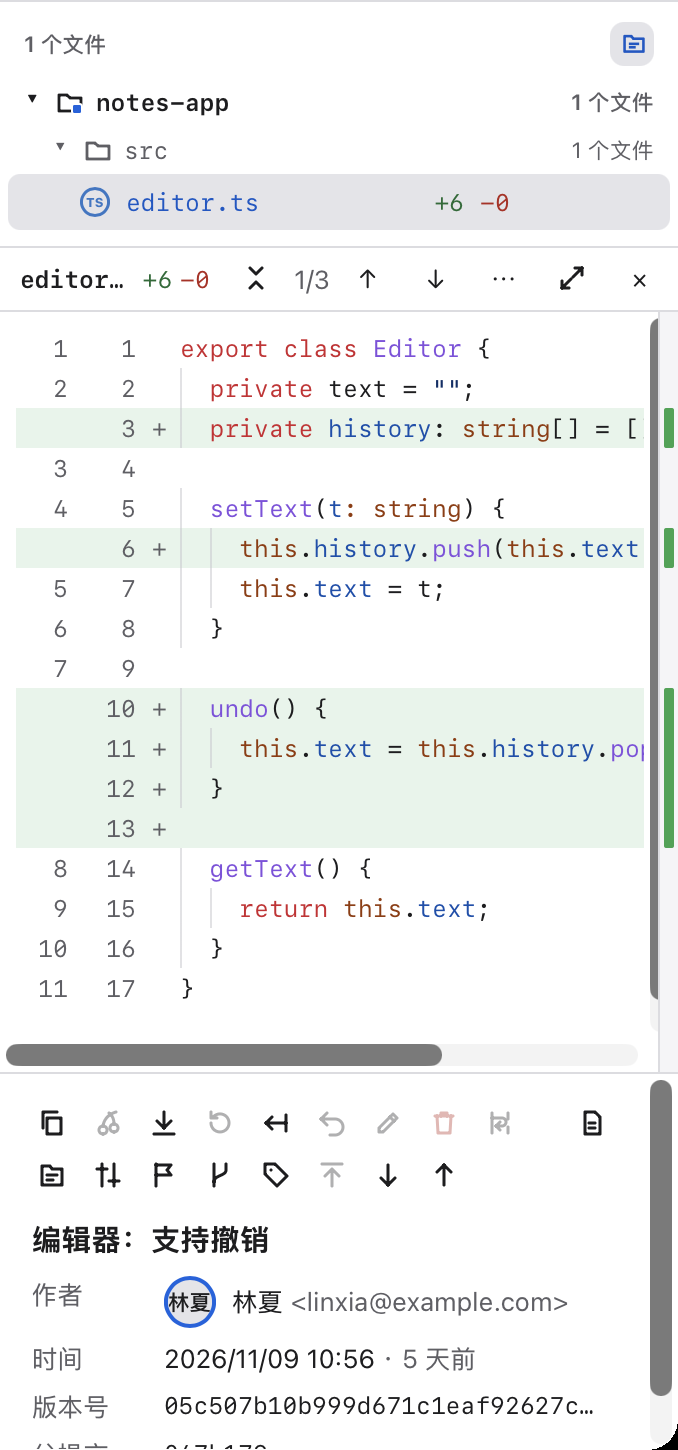 1 个文件
notes-app 1 个文件
src 1 个文件
TS editor.ts +6 −0
editor… +6 −0 1/3 ··· ×
1 1 export class Editor {
2 2 private text = "";
3 + private history: string[] = [
3 4
4 5 setText(t: string) {
6 + this.history.push(this.text
5 7 this.text = t;
6 8 }
7 9
10 + undo() {
11 + this.text = this.history.pop
12 + }
13 +
8 14 getText() {
9 15 return this.text;
10 16 }
11 17 }
编辑器：支持撤销
作者 林夏 林夏 <linxia@example.com>
时间 2026/11/09 10:56 · 5 天前
版本号 05c507b10b999d671c1eaf92627c…